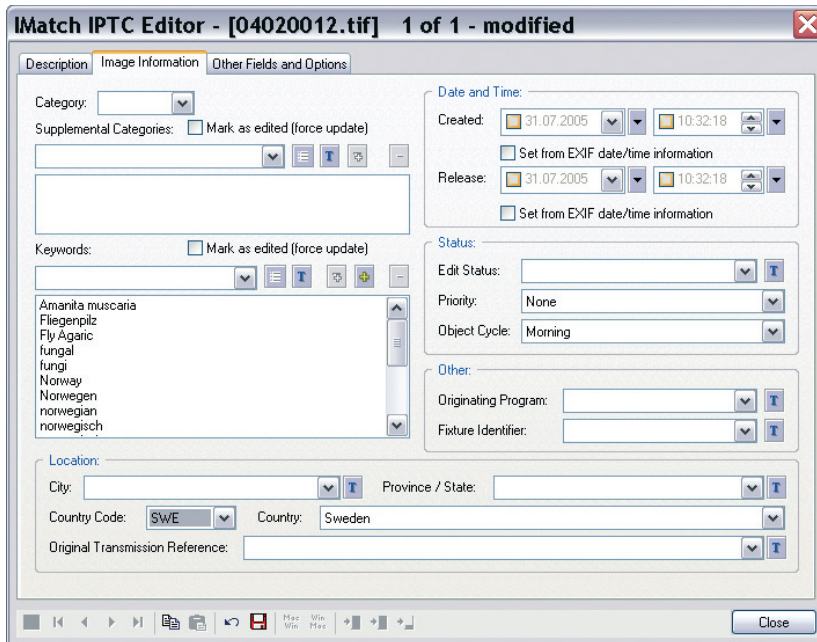 IMatch IPTC Editor - [04020012.tif] 1 of 1 - modified
Description Image Information Other Fields and Options
Category:
Supplemental Categories: Mark as edited (force update)
T
Keywords: Mark as edited (force update)
T
Amanita muscaria
Fliegenpilz
Fly Agaric
fungal
fungi
Norway
Norwegen
norwegian
norwegisch
Date and Time:
Created: 31.07.2005 10:32:18
Set from EXIF date/time information
Release: 31.07.2005 10:32:18
Set from EXIF date/time information
Status:
Edit Status: T
Priority: None
Object Cycle: Morning
Other:
Originating Program: T
Fixture Identifier: T
Location:
City: T Province / State: T
Country Code: SWE Country: Sweden
Original Transmission Reference: T
Mac Win
Win Mac
Close